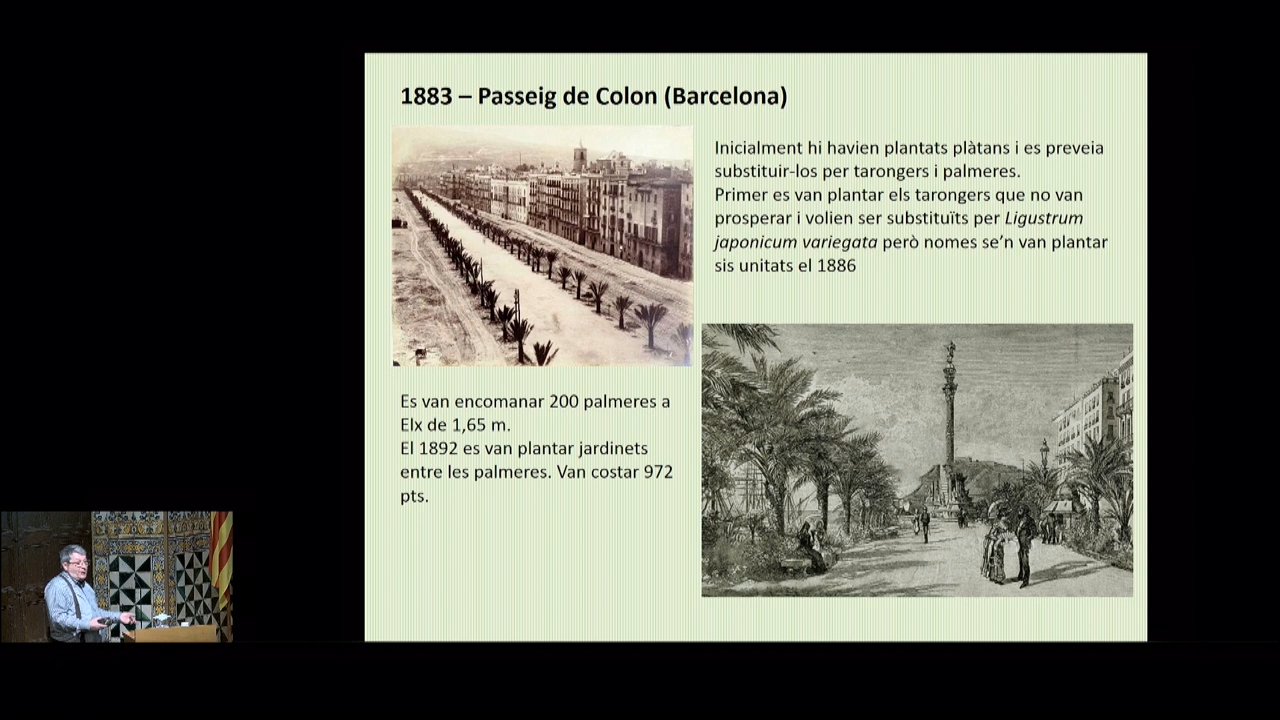 1883 – Passeig de Colon (Barcelona)
Inicialment hi havien plantats plàtans i es preveia
substituir-los per tarongers i palmeres.
Primer es van plantar els tarongers que no van
prosperar i volien ser substituïts per Ligustrum
japonicum variegata però nomes se’n van plantar
sis unitats el 1886
Es van encomanar 200 palmeres a
Elx de 1,65 m.
El 1892 es van plantar jardinets
entre les palmeres. Van costar 972
pts.